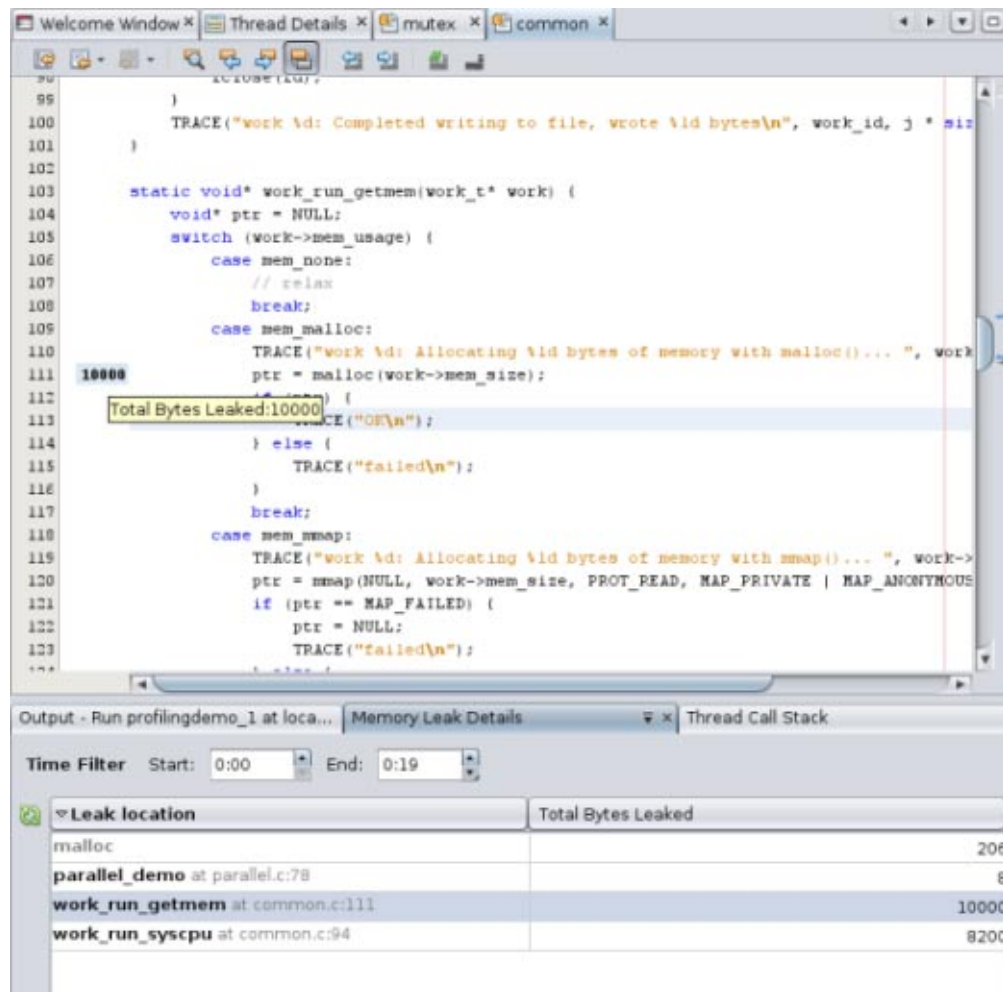 Welcome Window Thread Details mutex common
99 }
100 TRACE("work %d: Completed writing to file, wrote %ld bytes\n", work_id, j * siz
101 }
102
103 static void* work_run_getmem(work_t* work) {
104 void* ptr = NULL;
105 switch (work->mem_usage) {
106 case mem_none:
107 // relax
108 break;
109 case mem_malloc:
110 TRACE("work %d: Allocating %ld bytes of memory with malloc()... ", work
111 10000 ptr = malloc(work->mem_size);
112 ) {
Total Bytes Leaked:10000
113 CE("OK\n");
114 } else {
115 TRACE("failed\n");
116 }
117 break;
118 case mem_mmap:
119 TRACE("work %d: Allocating %ld bytes of memory with mmap()... ", work->
120 ptr = mmap(NULL, work->mem_size, PROT_READ, MAP_PRIVATE | MAP_ANONYMOUS
121 if (ptr == MAP_FAILED) {
122 ptr = NULL;
123 TRACE("failed\n");
Output - Run profilingdemo_1 at loca... Memory Leak Details Thread Call Stack
Time Filter Start: 0:00 End: 0:19
Leak location Total Bytes Leaked
malloc 206
parallel_demo at parallel.c:78 8
work_run_getmem at common.c:111 10000
work_run_syscpu at common.c:94 8200